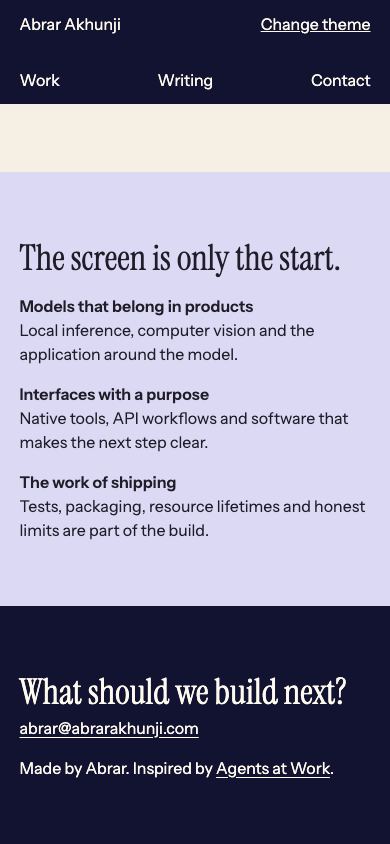 Abrar Akhunji
Change theme
Work
Writing
Contact
The screen is only the start.
Models that belong in products
Local inference, computer vision and the
application around the model.
Interfaces with a purpose
Native tools, API workflows and software that
makes the next step clear.
The work of shipping
Tests, packaging, resource lifetimes and honest
limits are part of the build.
What should we build next?
abrar@abrarakhunji.com
Made by Abrar. Inspired by Agents at Work.